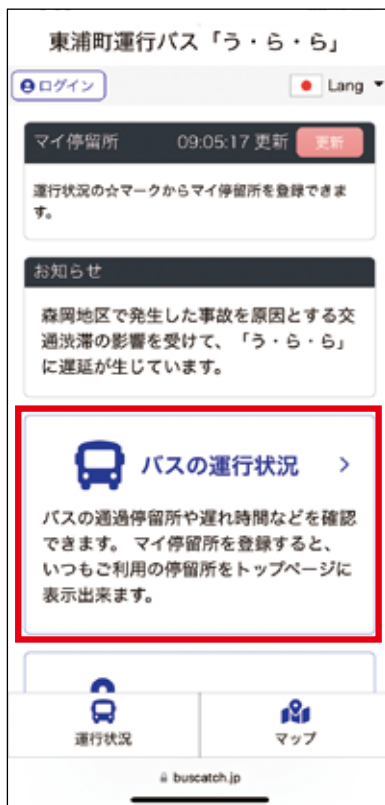 東浦町運行バス「う・ら・ら」
ログイン
Lang
マイ停留所 09:05:17 更新 更新
運行状況の☆マークからマイ停留所を登録できま
す。
お知らせ
森岡地区で発生した事故を原因とする交
通渋滞の影響を受けて、「う・ら・ら」
に遅延が生じています。
バスの運行状況
バスの通過停留所や遅れ時間などを確認
できます。 マイ停留所を登録すると、
いつもご利用の停留所をトップページに
表示出来ます。
運行状況
マップ
buscatch.jp